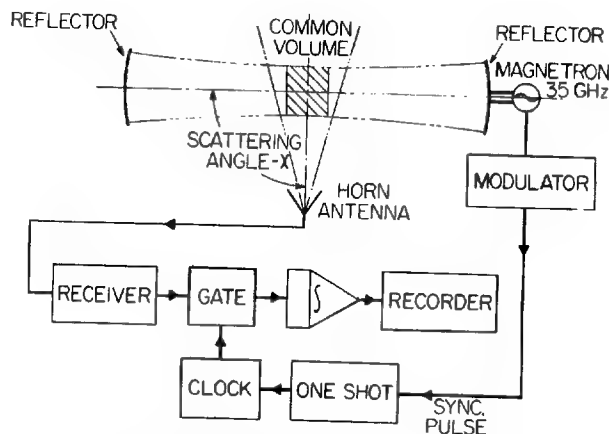 REFLECTOR
COMMON
VOLUME
REFLECTOR
MAGNETRON
35 GHz
SCATTERING
ANGLE-X
HORN
ANTENNA
MODULATOR
RECEIVER
GATE
∫
RECORDER
CLOCK
ONE SHOT
SYNC.
PULSE